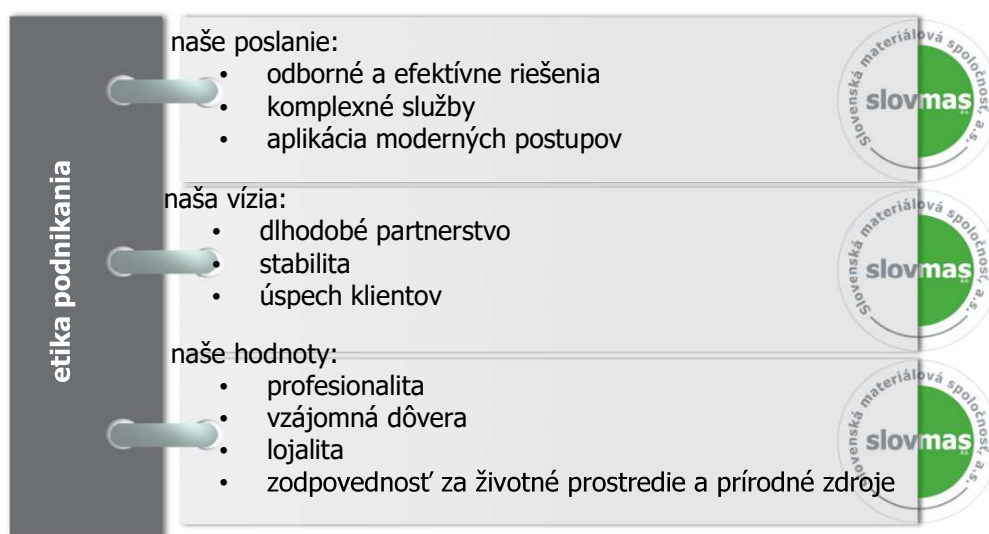 etika podnikania
naše poslanie:
• odborné a efektívne riešenia
• komplexné služby
• aplikácia moderných postupov
Slovenská materiálová spoločnosť, a.s.
slovmas
a.s.
naša vízia:
• dlhodobé partnerstvo
• stabilita
• úspech klientov
Slovenská materiálová spoločnosť, a.s.
slovmas
a.s.
naše hodnoty:
• profesionalita
• vzájomná dôvera
• lojalita
• zodpovednosť za životné prostredie a prírodné zdroje
Slovenská materiálová spoločnosť, a.s.
slovmas
a.s.